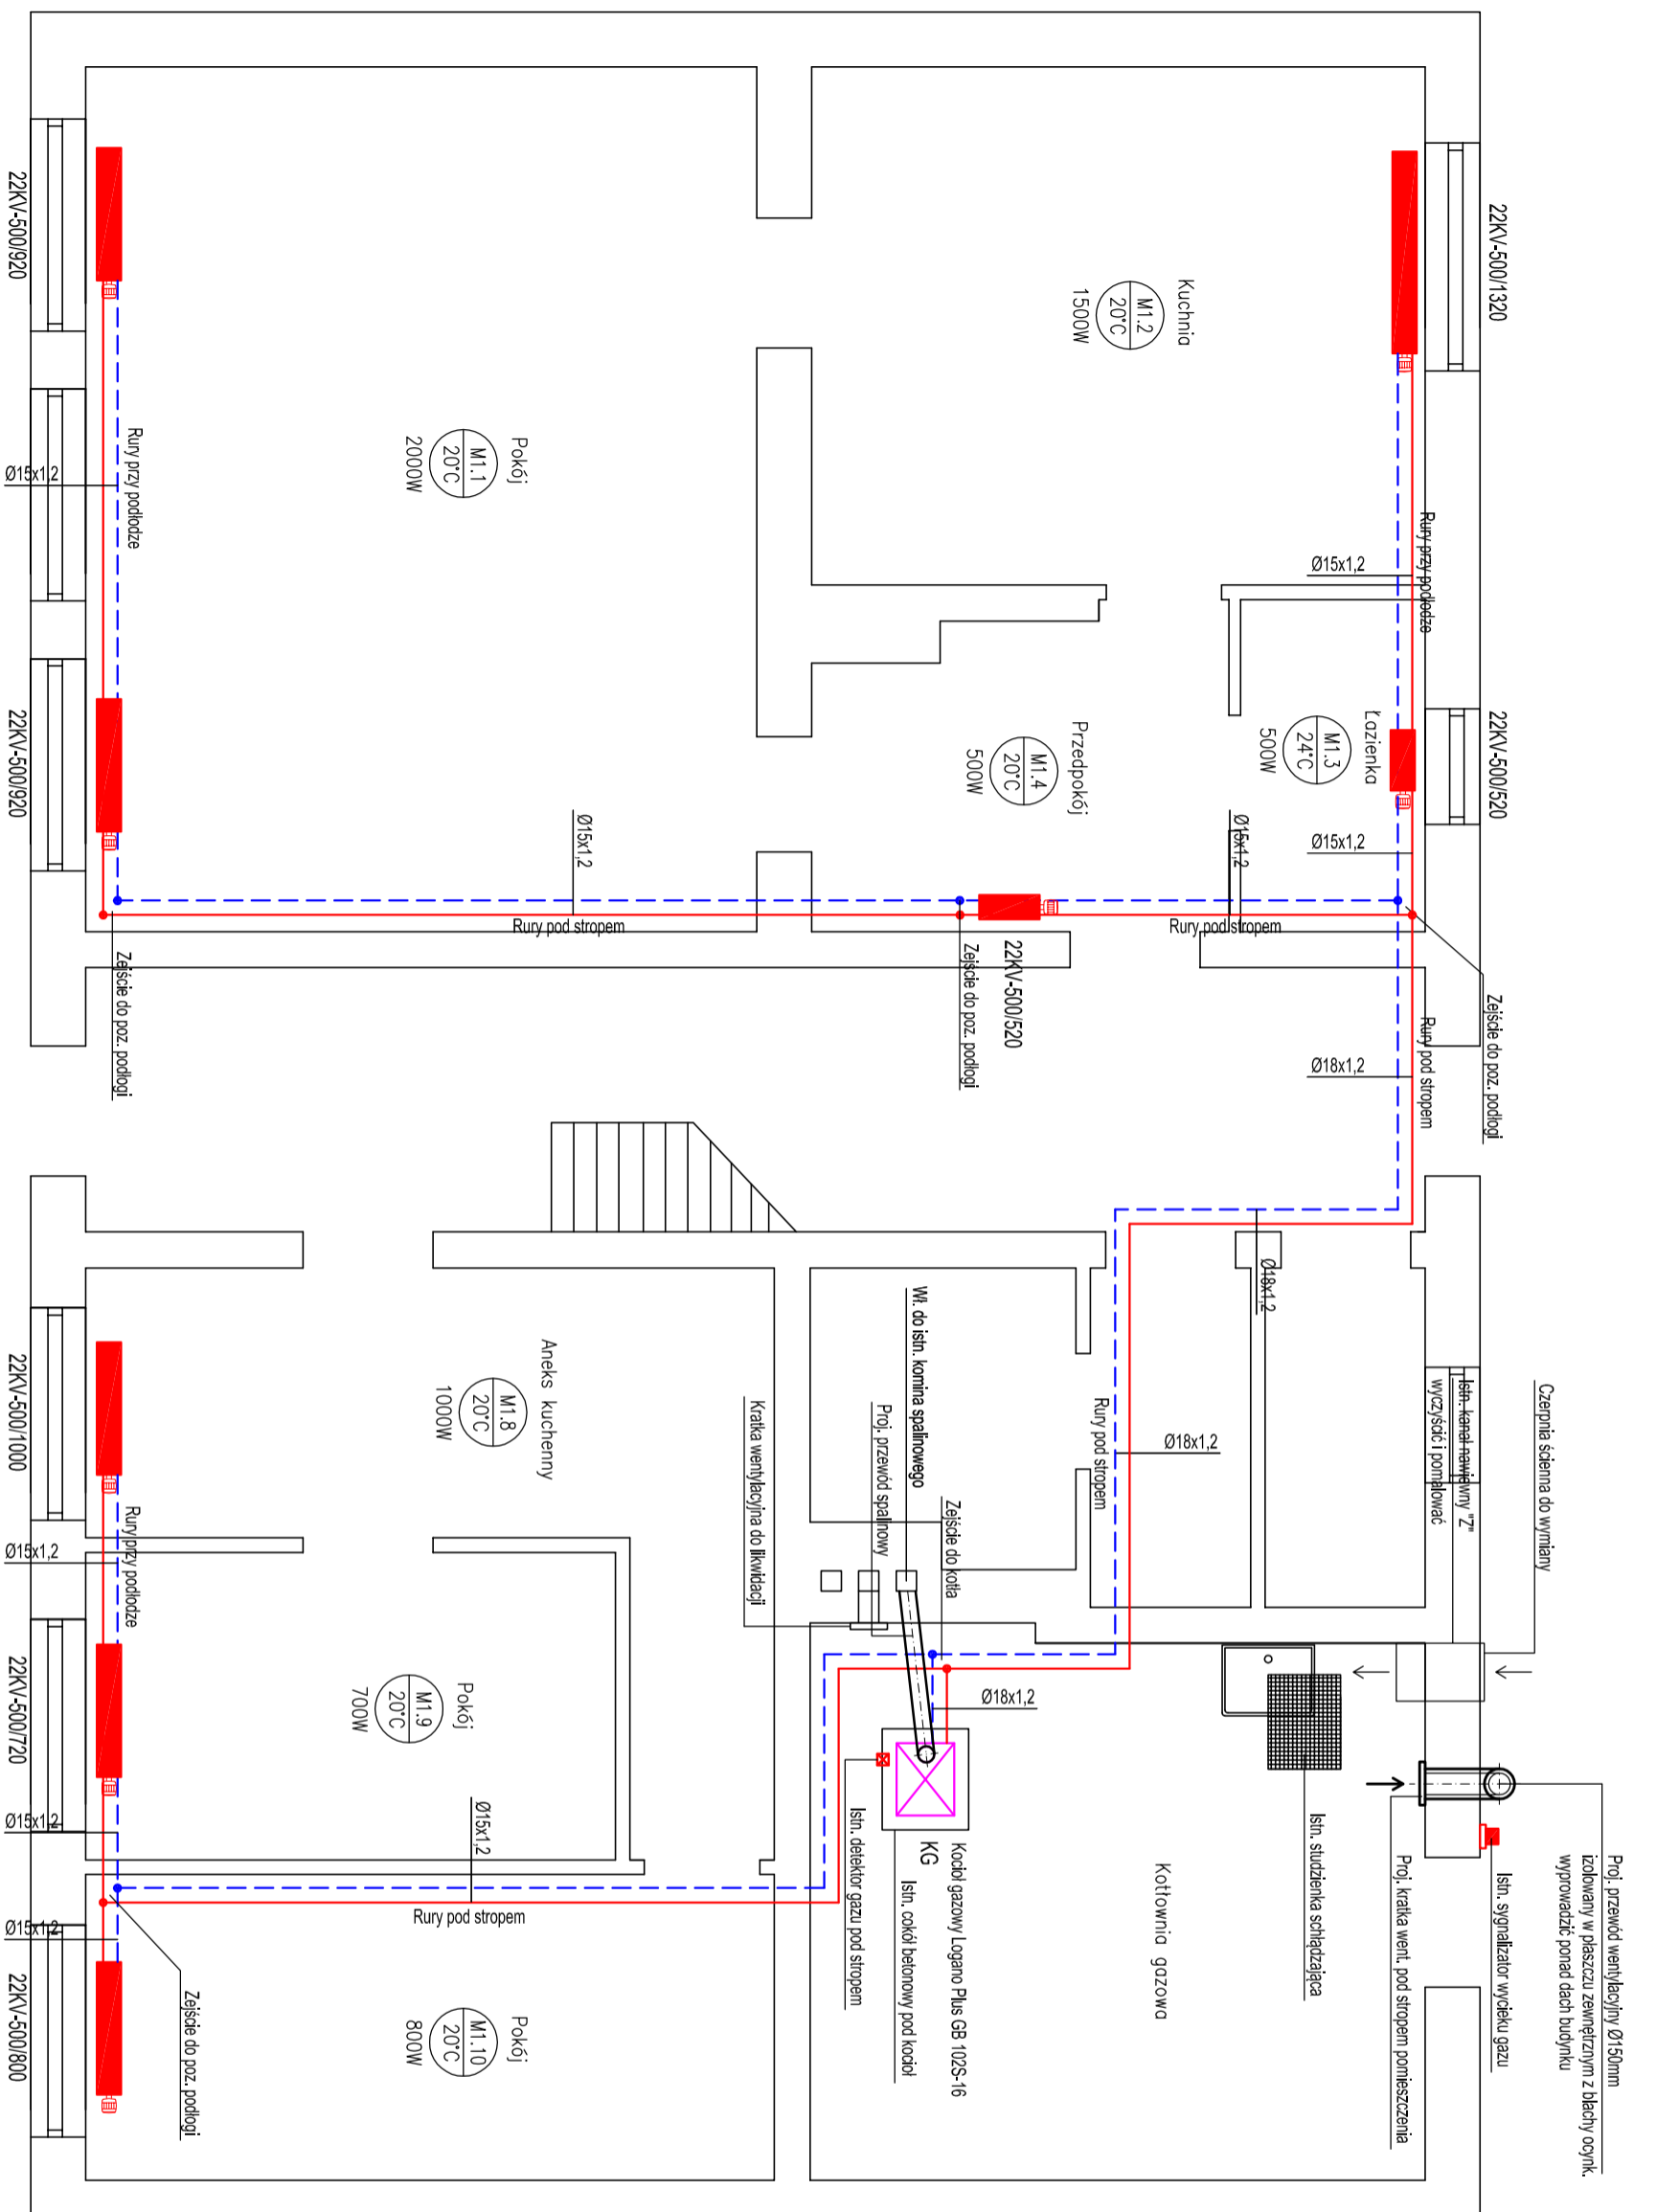 22KV-500/1320
22KV-500/520
Kuchnia
M1.2
20°C
1500W
Rury przy podłodze
Ø15x1,2
Łazienka
M1.3
24°C
500W
Ø15x1,2
Przedpokój
M1.4
20°C
500W
Ø15x1,2
Rury pod stropem
Zejście do poz. podłogi
Rury pod stropem
Ø18x1,2
Pokój
M1.1
20°C
2000W
Ø15x1,2
Rury pod stropem
22KV-500/520
Zejście do poz. podłogi
Rury przy podłodze
Ø15x1,2
22KV-500/920
22KV-500/920
Zejście do poz. podłogi
Ø18x1,2
Czerpnia ścienna do wymiany
Istn. kanał nawiewny "Z"
wyczyścić i pomalować
Ø18x1,2
Rury pod stropem
Wł. do istn. komina spalinowego
Proj. przewód spalinowy
Zejście do kotła
Kratka wentylacyjna do likwidacji
Ø18x1,2
Proj. przewód wentylacyjny Ø150mm
izolowany w płaszczu zewnętrznym z blachy ocynk.
wyprowadzić ponad dach budynku
Istn. sygnalizator wycieku gazu
Proj. kratka went. pod stropem pomieszczenia
Istn. studzienka schładzająca
Kotłownia gazowa
Kocioł gazowy Logano Plus GB 102S-16
KG
Istn. cokół betonowy pod kocioł
Istn. detektor gazu pod stropem
Aneks kuchenny
M1.8
20°C
1000W
Pokój
M1.9
20°C
700W
Ø15x1,2
Rury pod stropem
Pokój
M1.10
20°C
800W
Rury przy podłodze
Ø15x1,2
Ø15x1,2
Ø15x1,2
Zejście do poz. podłogi
22KV-500/1000
22KV-500/720
22KV-500/800